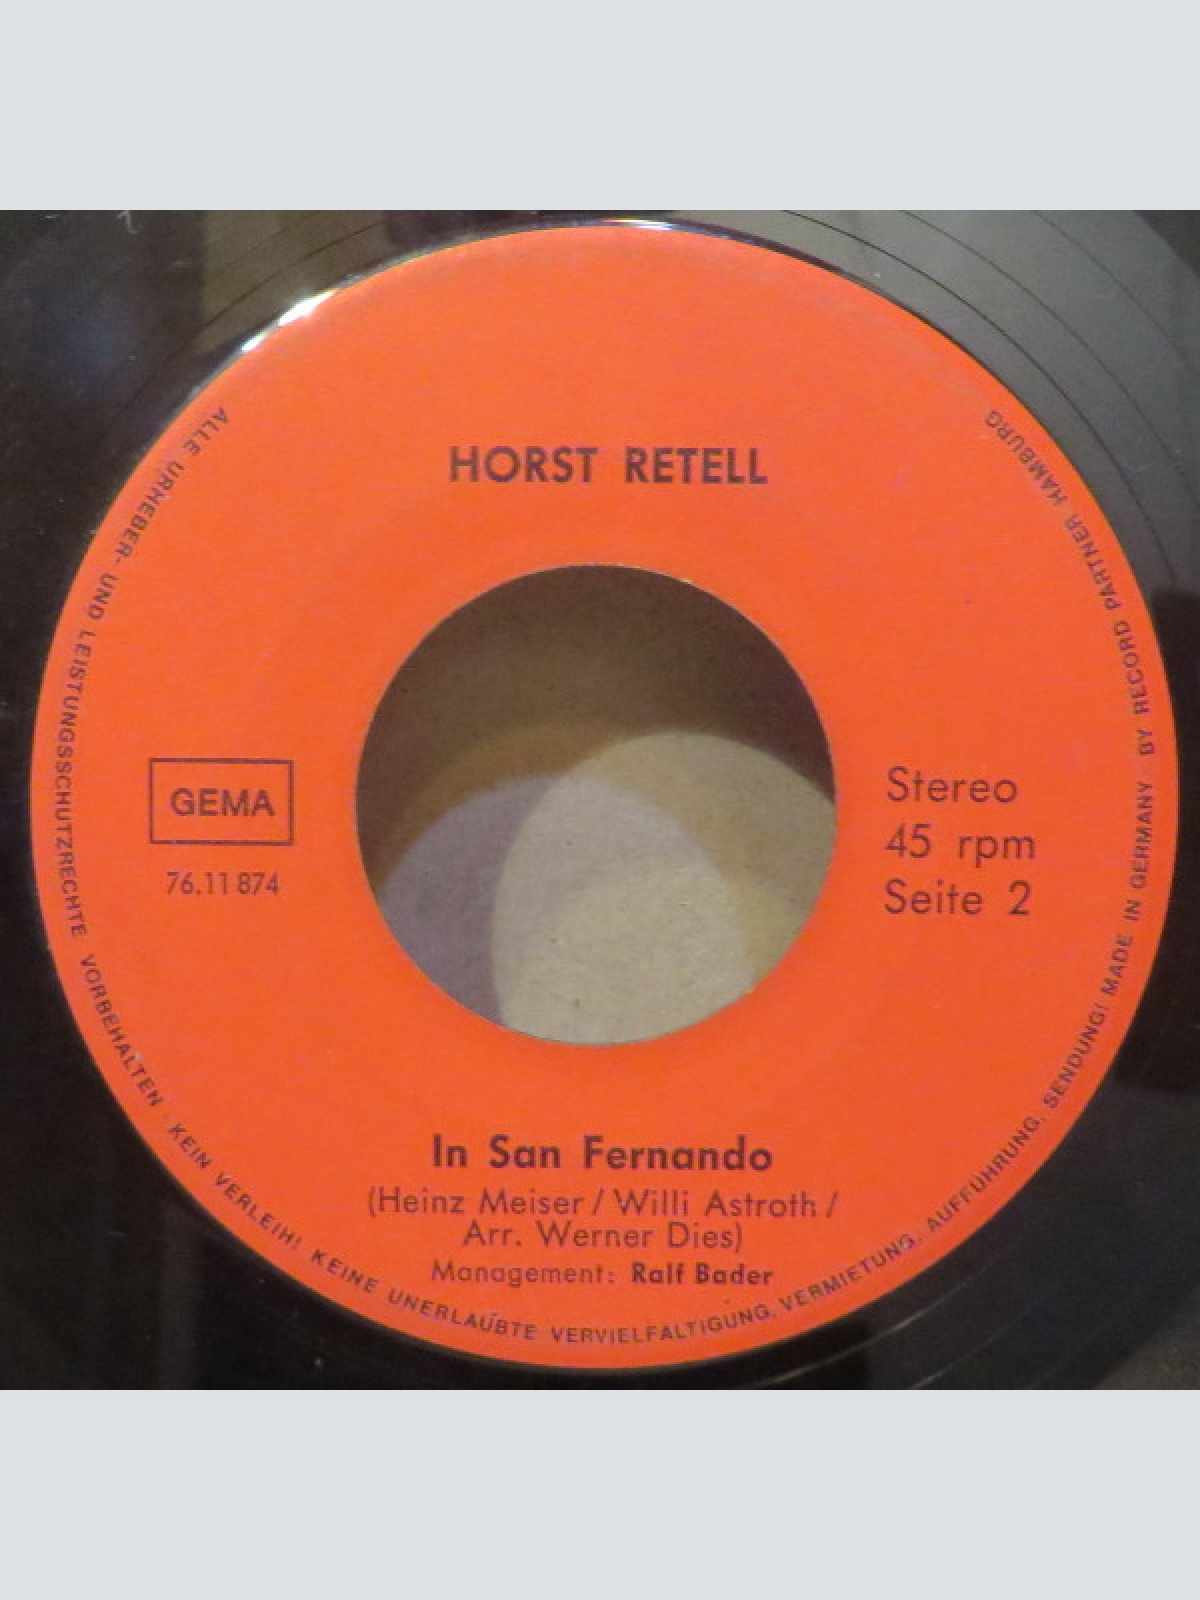 HORST RETELL
GEMA
76.11 874
Stereo
45 rpm
Seite 2
In San Fernando
(Heinz Meiser / Willi Astroth /
Arr. Werner Dies)
Management: Ralf Bader
ALLE URHEBER- UND LEISTUNGSSCHUTZRECHTE VORBEHALTEN · KEIN VERLEIH! KEINE UNERLAUBTE VERVIELFÄLTIGUNG, VERMIETUNG, AUFFÜHRUNG, SENDUNG! MADE IN GERMANY · BY RECORD PARTNER HAMBURG